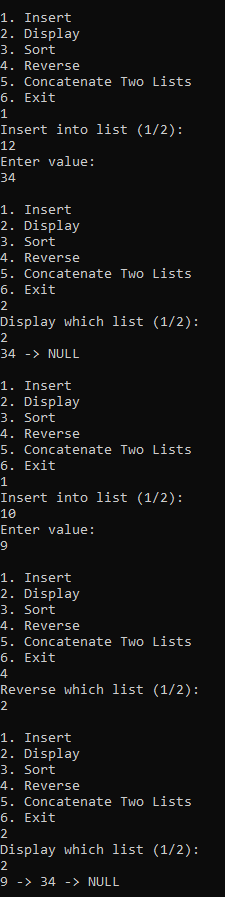 1. Insert
2. Display
3. Sort
4. Reverse
5. Concatenate Two Lists
6. Exit
1
Insert into list (1/2):
12
Enter value:
34
1. Insert
2. Display
3. Sort
4. Reverse
5. Concatenate Two Lists
6. Exit
2
Display which list (1/2):
2
34 -> NULL
1. Insert
2. Display
3. Sort
4. Reverse
5. Concatenate Two Lists
6. Exit
1
Insert into list (1/2):
10
Enter value:
9
1. Insert
2. Display
3. Sort
4. Reverse
5. Concatenate Two Lists
6. Exit
4
Reverse which list (1/2):
2
1. Insert
2. Display
3. Sort
4. Reverse
5. Concatenate Two Lists
6. Exit
2
Display which list (1/2):
2
9 -> 34 -> NULL